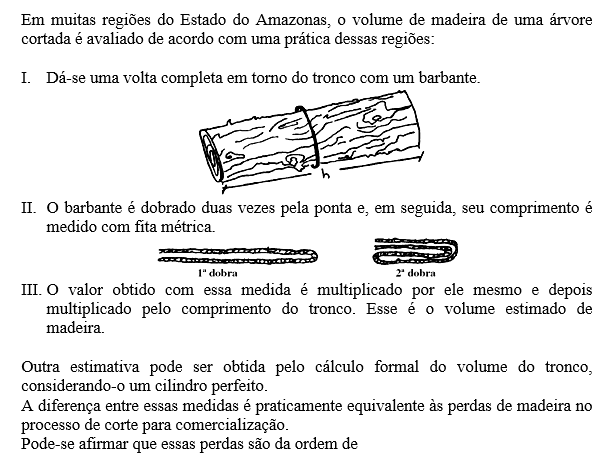 Em muitas regiões do Estado do Amazonas, o volume de madeira de uma árvore
cortada é avaliado de acordo com uma prática dessas regiões:
I. Dá-se uma volta completa em torno do tronco com um barbante.
h
II. O barbante é dobrado duas vezes pela ponta e, em seguida, seu comprimento é
medido com fita métrica.
1ª dobra 2ª dobra
III. O valor obtido com essa medida é multiplicado por ele mesmo e depois
multiplicado pelo comprimento do tronco. Esse é o volume estimado de
madeira.
Outra estimativa pode ser obtida pelo cálculo formal do volume do tronco,
considerando-o um cilindro perfeito.
A diferença entre essas medidas é praticamente equivalente às perdas de madeira no
processo de corte para comercialização.
Pode-se afirmar que essas perdas são da ordem de